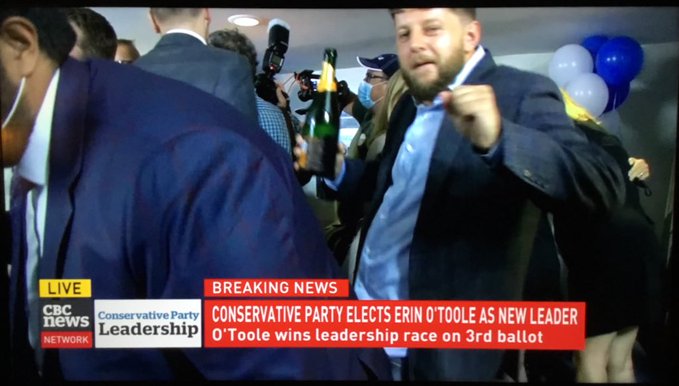 LIVE
BREAKING NEWS
CBC
news
NETWORK
Conservative Party
Leadership
CONSERVATIVE PARTY ELECTS ERIN O'TOOLE AS NEW LEADER
O'Toole wins leadership race on 3rd ballot